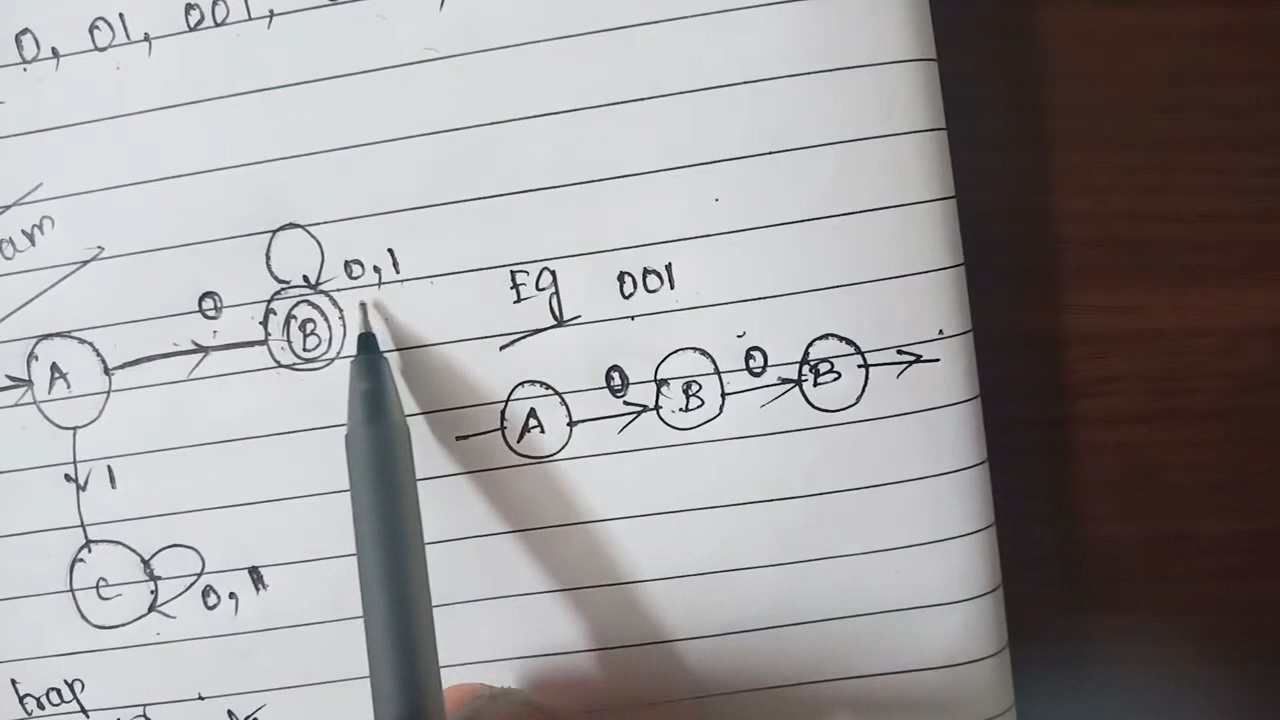 0, 01, 001,
am
0,1
0
B
A
1
C
0, 1
Eg 001
A 0 B 0 B
trap